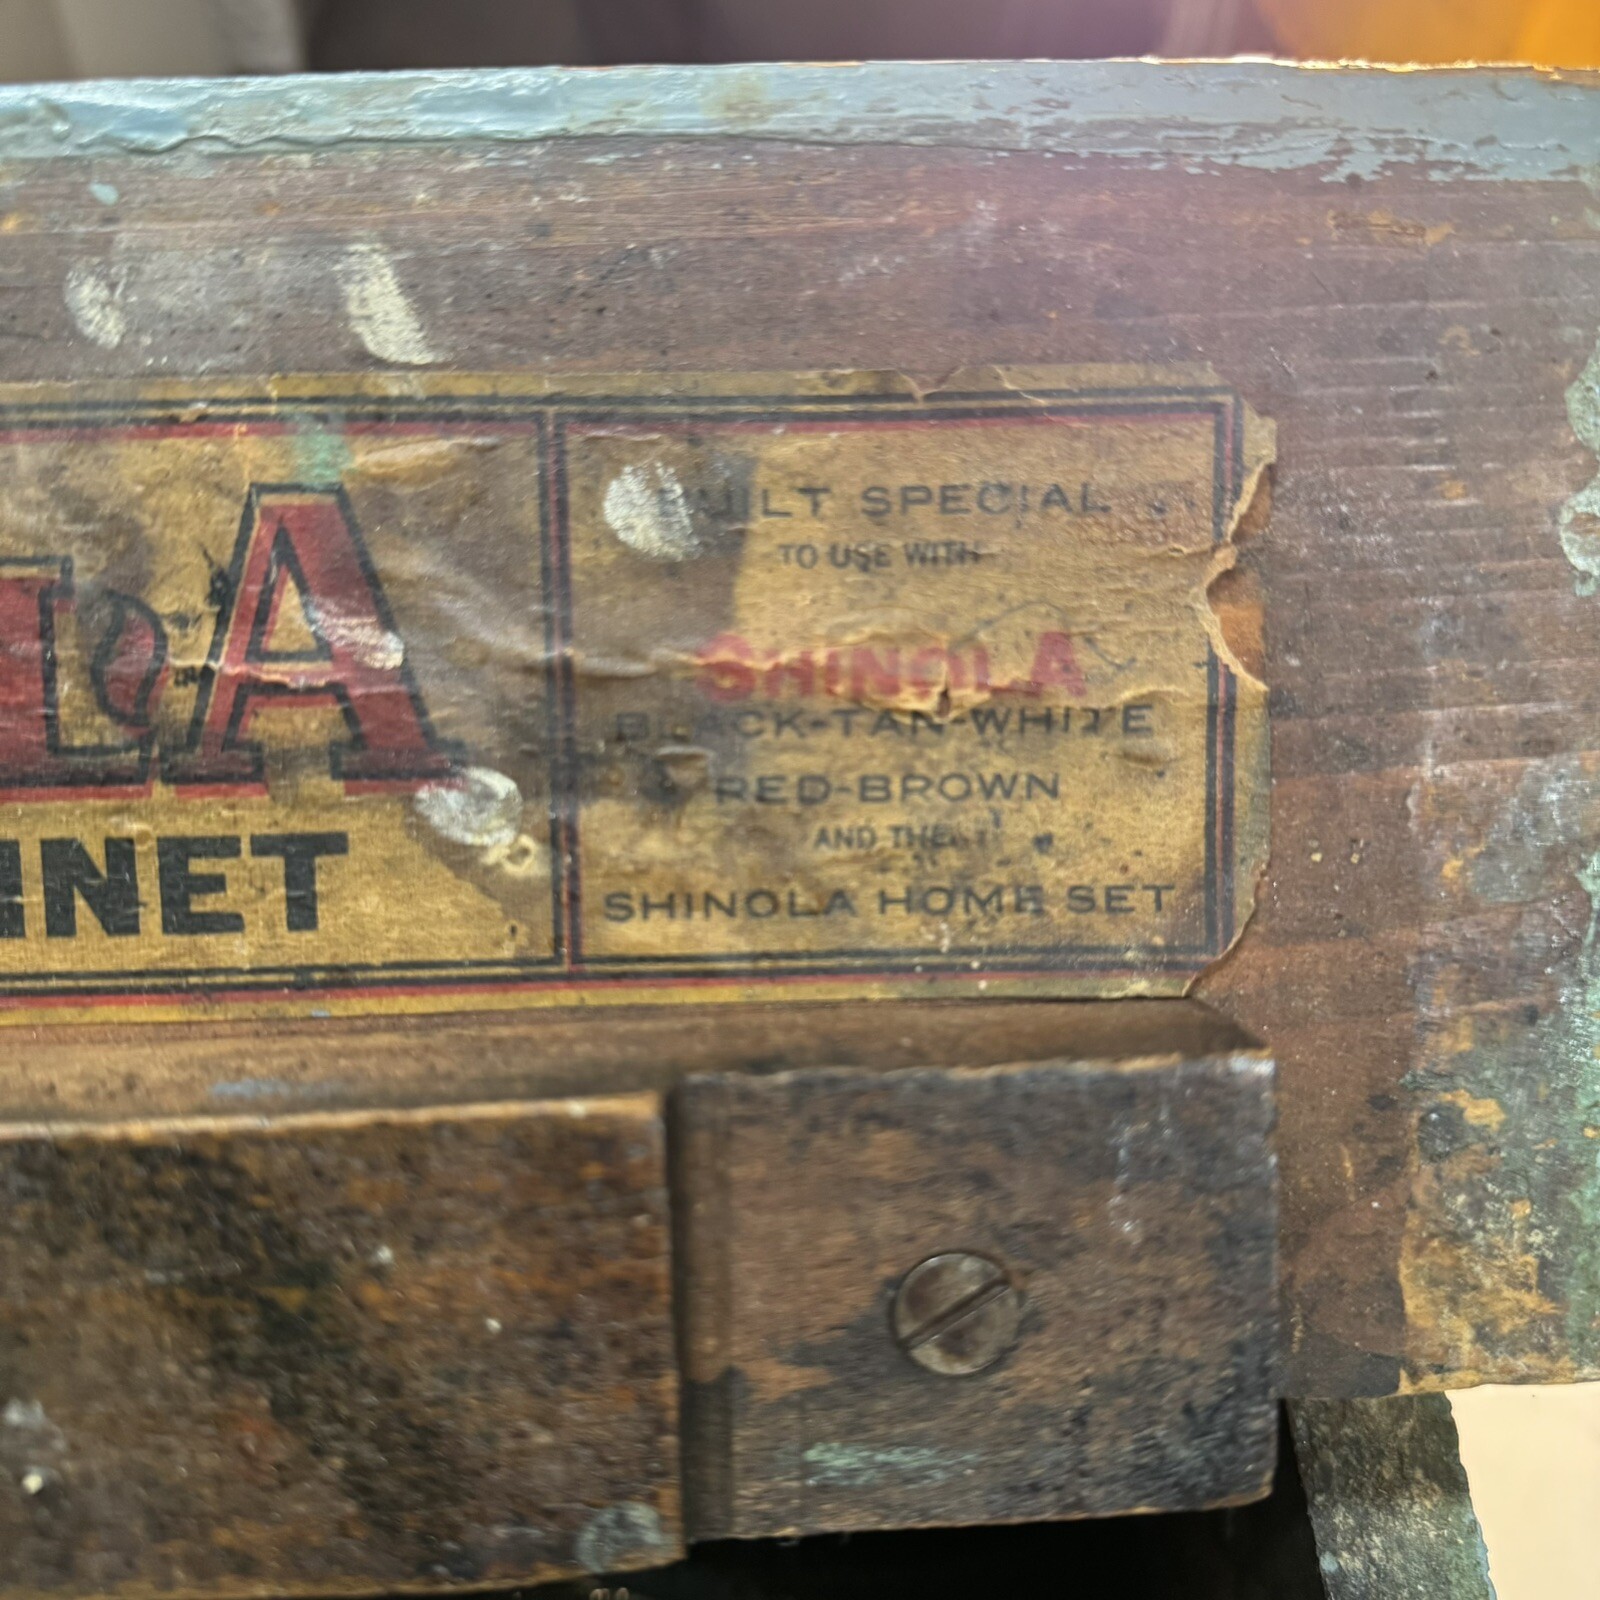 LA
INET
BUILT SPECIAL
TO USE WITH
SHINOLA
BLACK-TAN-WHITE
RED-BROWN
AND THE
SHINOLA HOME SET